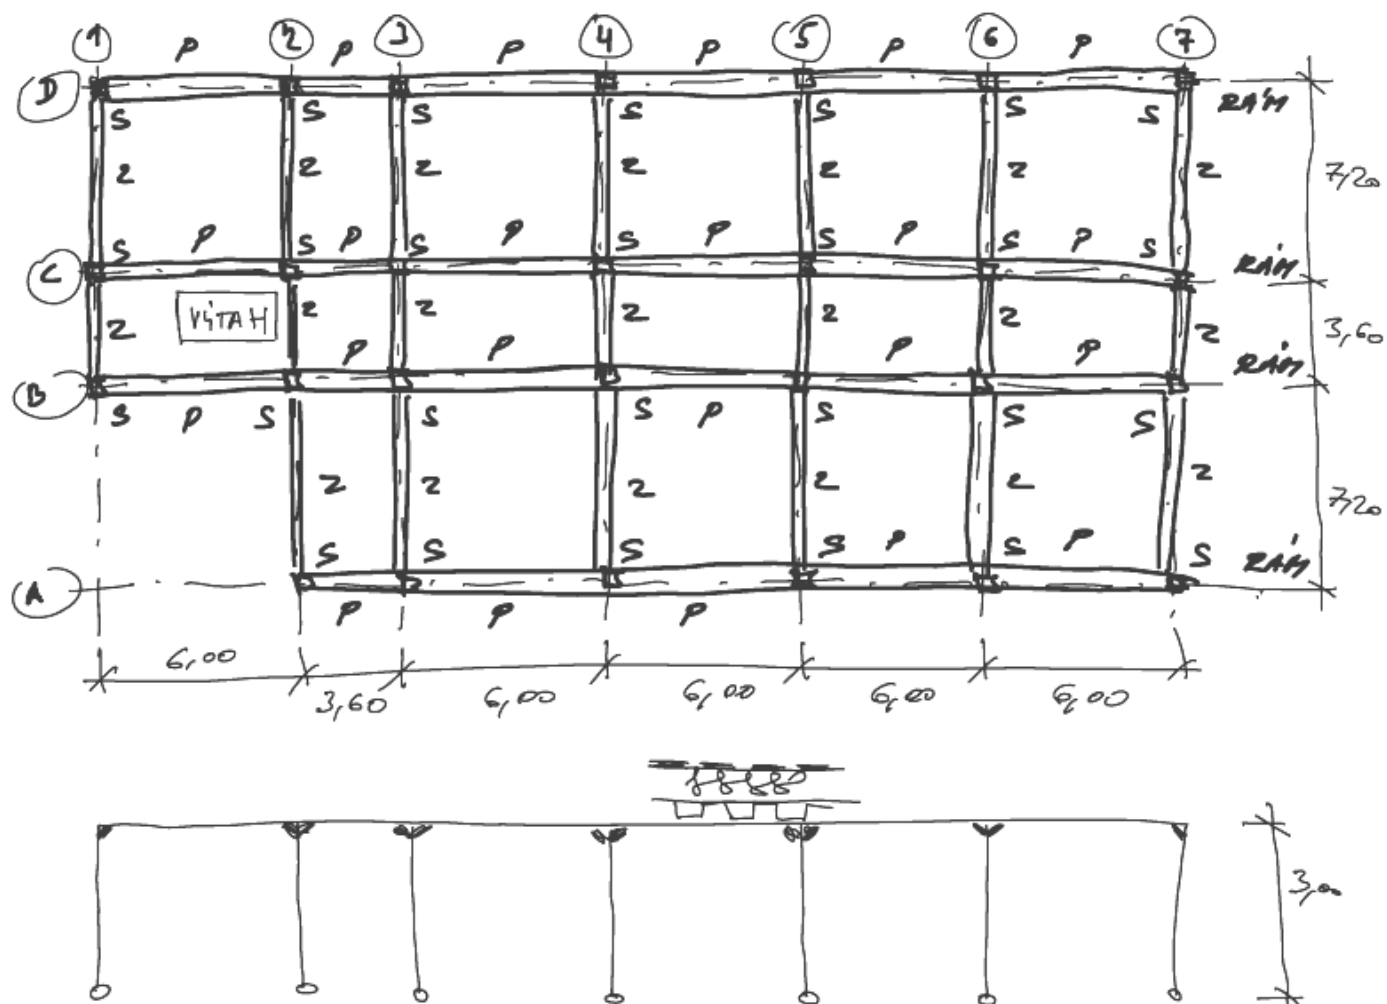 1 2 3 4 5 6 7
P P P P P P
D
S S S S S S S RÁM
Z Z Z Z Z Z Z 7,20
P P P P P P
S S S S S S S
C RÁM
VÝTAH
Z Z Z Z Z Z Z 3,60
P P P P
B RÁM
S P S S S P S S
Z Z Z Z Z Z 7,20
P P
S S S S S S RÁM
A
P P P
6,00 3,60 6,00 6,00 6,00 6,00
3,00